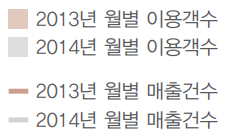 2013년 월별 이용객수
2014년 월별 이용객수
2013년 월별 매출건수
2014년 월별 매출건수